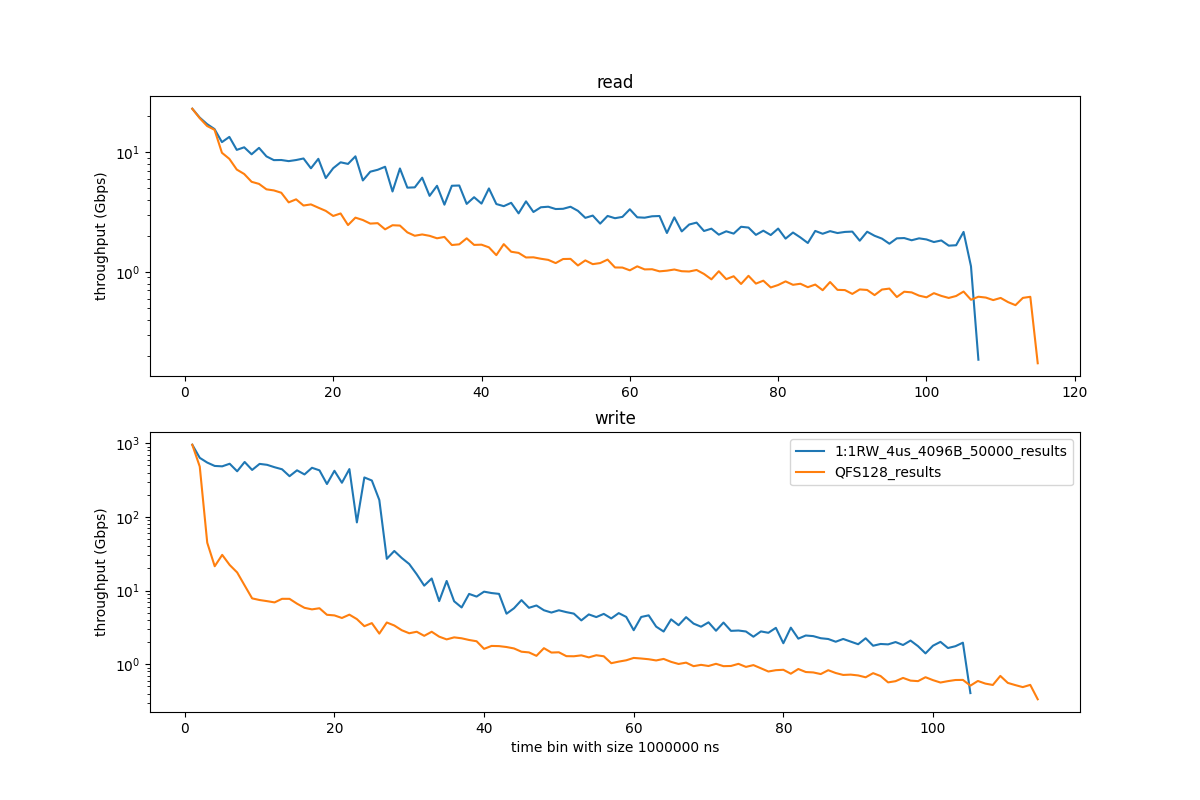 read
throughput (Gbps)
10¹
10⁰
0 20 40 60 80 100 120
write
throughput (Gbps)
10³
10²
10¹
10⁰
1:1RW_4us_4096B_50000_results
QFS128_results
0 20 40 60 80 100
time bin with size 1000000 ns